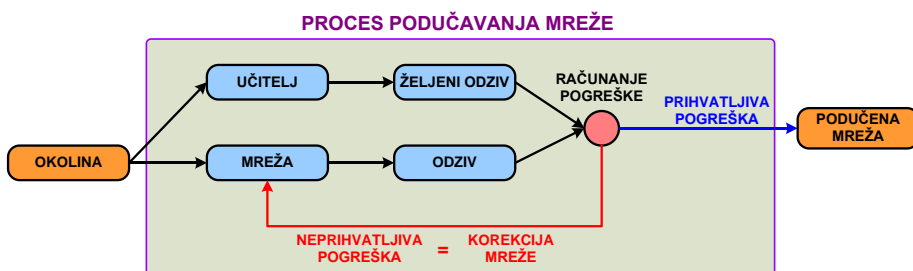 PROCES PODUČAVANJA MREŽE
UČITELJ
ŽELJENI ODZIV
RAČUNANJE
POGREŠKE
PRIHVATLJIVA
POGREŠKA
PODUČENA
MREŽA
OKOLINA
MREŽA
ODZIV
NEPRIHVATLJIVA
POGREŠKA
=
KOREKCIJA
MREŽE